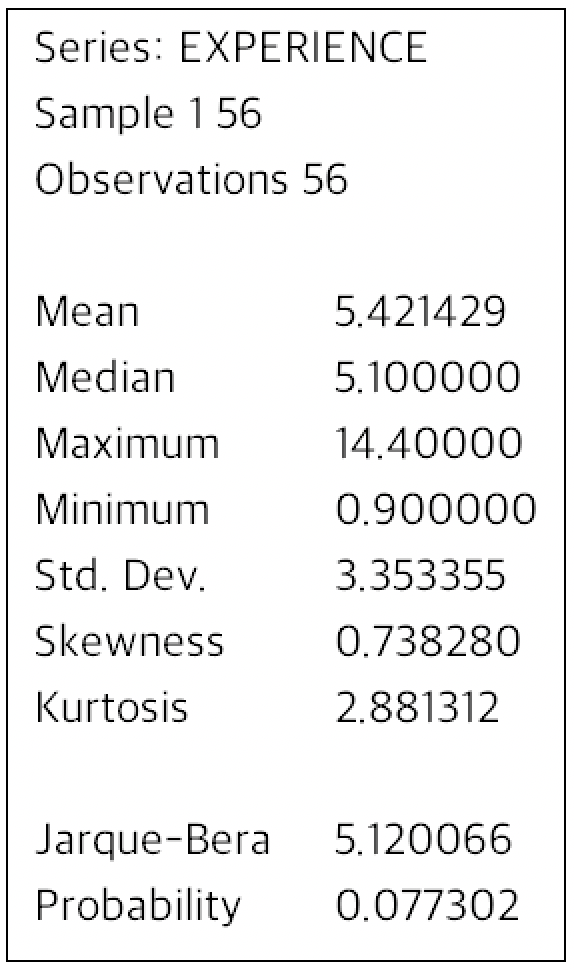 Series: EXPERIENCE
Sample 1 56
Observations 56
Mean 5.421429
Median 5.100000
Maximum 14.40000
Minimum 0.900000
Std. Dev. 3.353355
Skewness 0.738280
Kurtosis 2.881312
Jarque-Bera 5.120066
Probability 0.077302